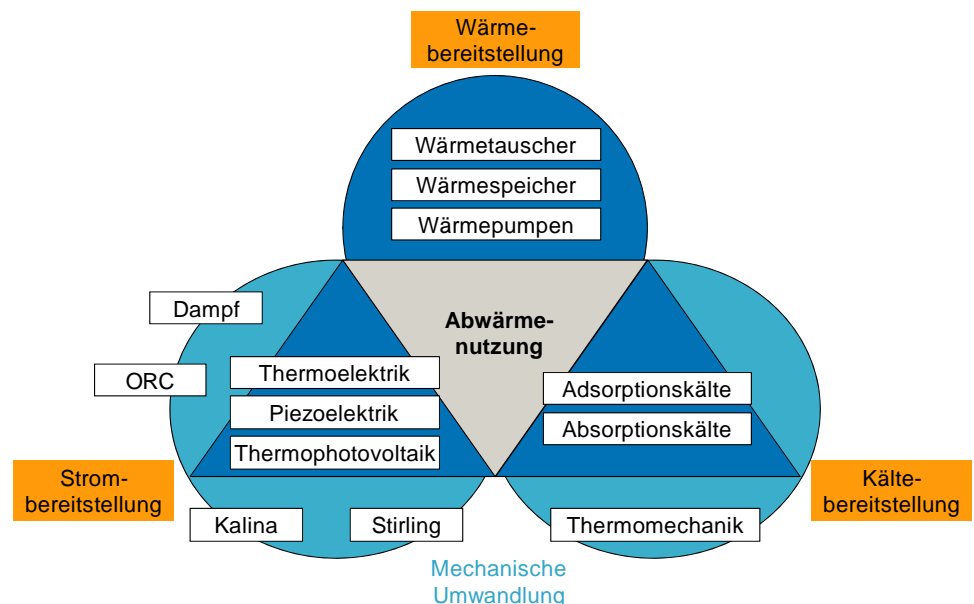 Wärme-
bereitstellung
Wärmetauscher
Wärmespeicher
Wärmepumpen
Abwärme-
nutzung
Dampf
ORC
Thermoelektrik
Piezoelektrik
Thermophotovoltaik
Adsorptionskälte
Absorptionskälte
Strom-
bereitstellung
Kälte-
bereitstellung
Kalina
Stirling
Thermomechanik
Mechanische
Umwandlung